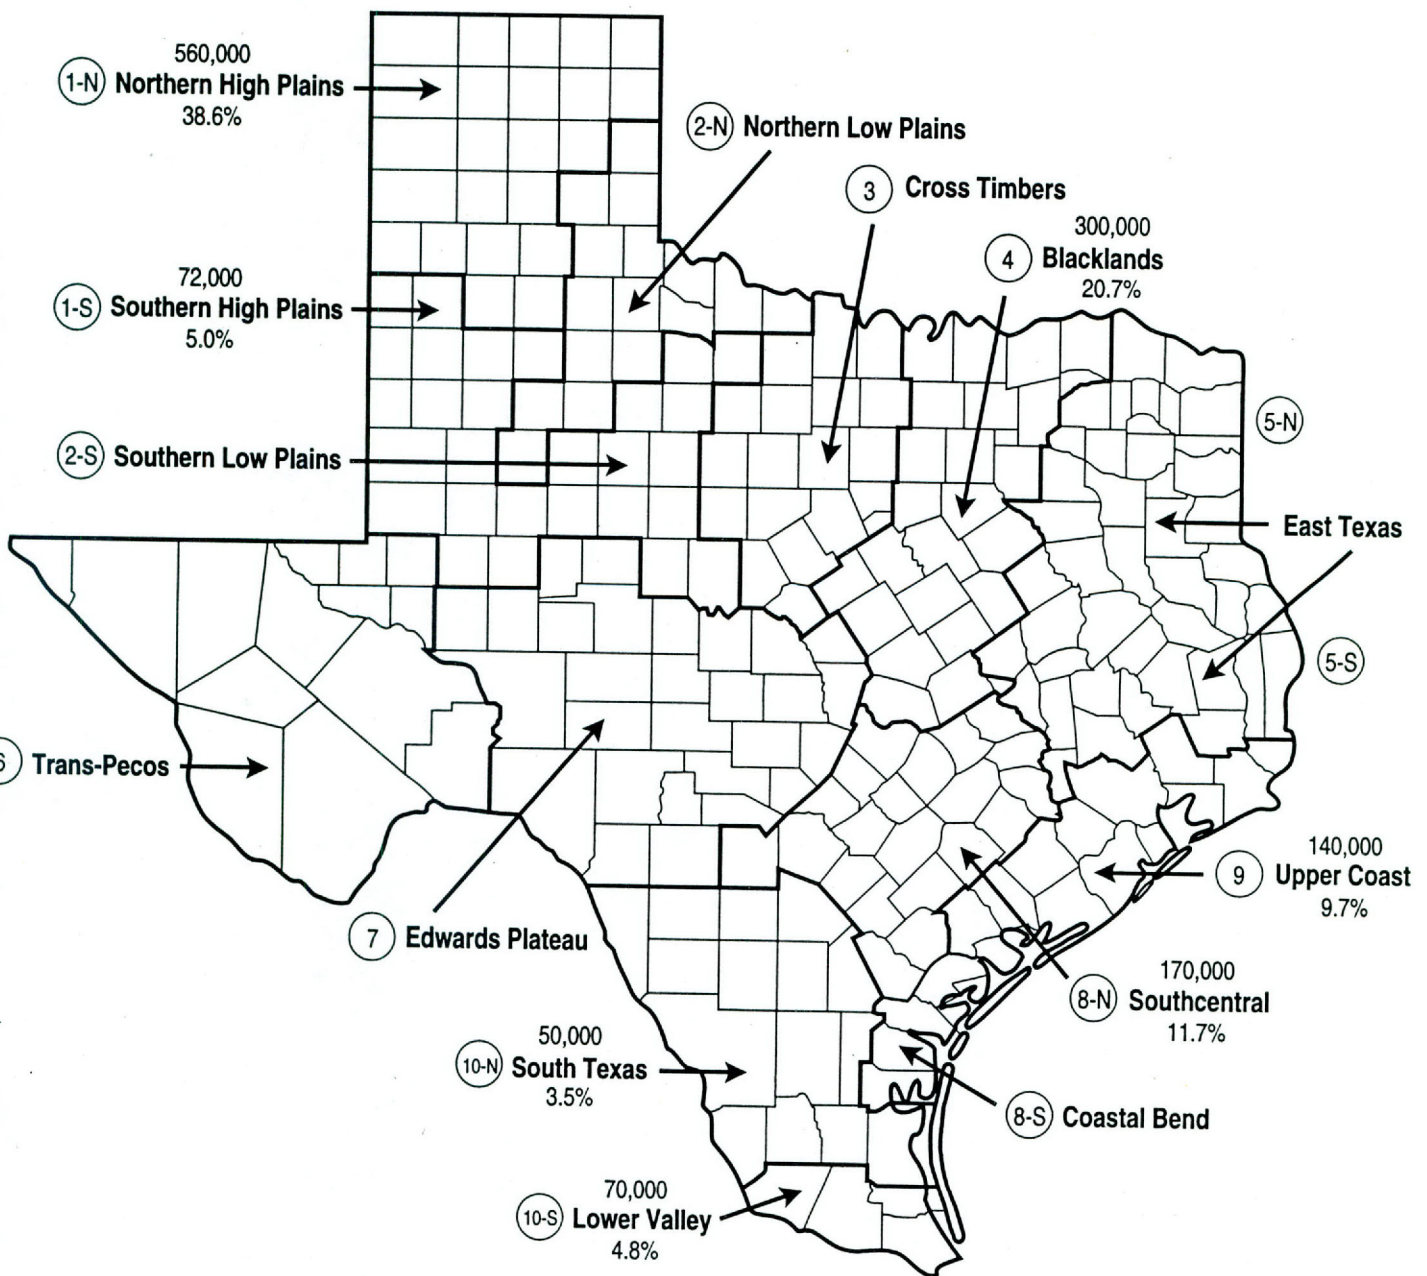 560,000
1-N Northern High Plains
38.6%
2-N Northern Low Plains
3 Cross Timbers
300,000
4 Blacklands
20.7%
72,000
1-S Southern High Plains
5.0%
5-N
2-S Southern Low Plains
East Texas
5-S
6 Trans-Pecos
140,000
9 Upper Coast
9.7%
7 Edwards Plateau
170,000
8-N Southcentral
11.7%
50,000
10-N South Texas
3.5%
8-S Coastal Bend
70,000
10-S Lower Valley
4.8%